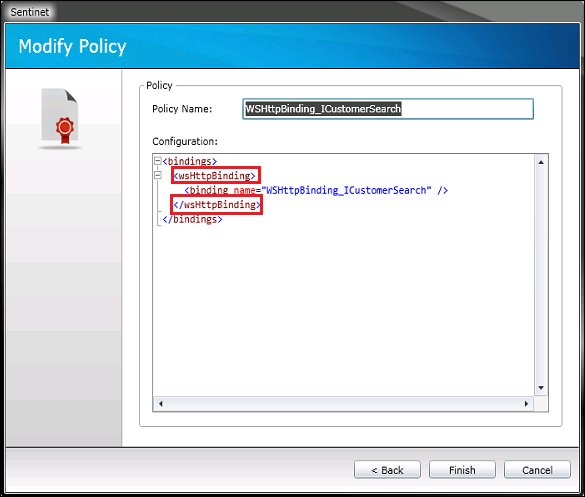 Sentinet
Modify Policy
Policy
Policy Name: WSHttpBinding_ICustomerSearch
Configuration:
<bindings>
<wsHttpBinding>
<binding name="WSHttpBinding_ICustomerSearch" />
</wsHttpBinding>
</bindings>
< Back Finish Cancel